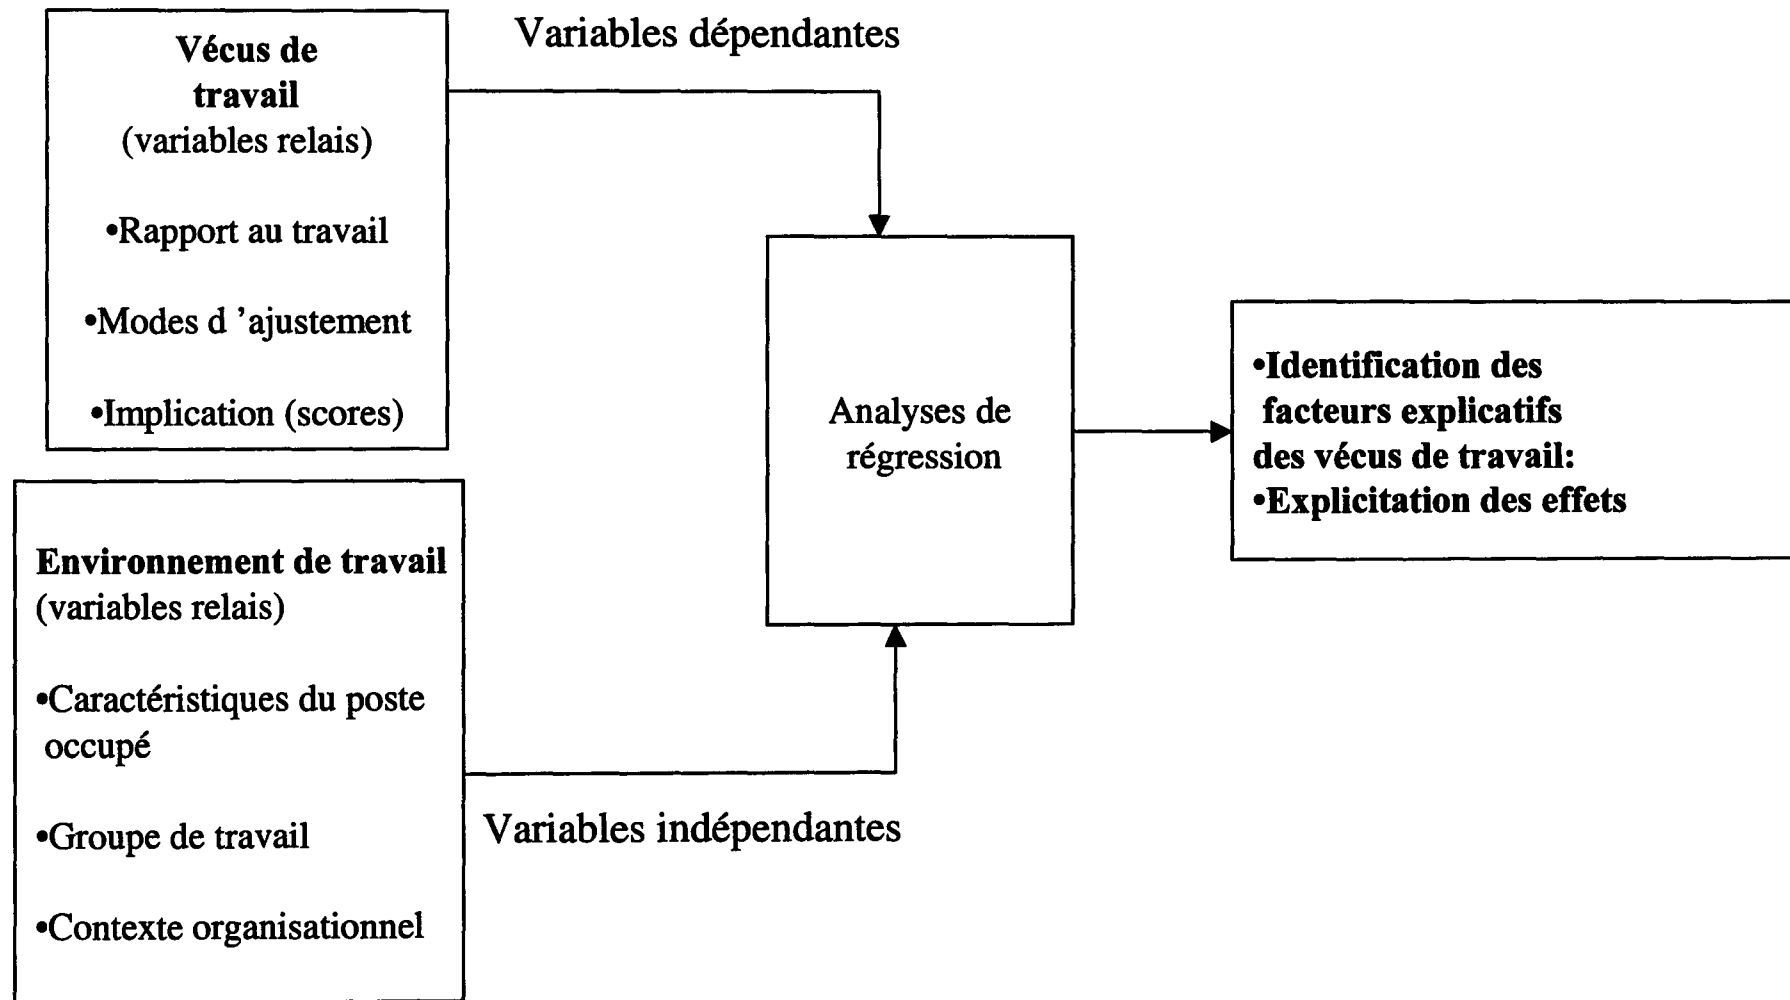 Vécus de
travail
(variables relais)
•Rapport au travail
•Modes d ’ajustement
•Implication (scores)
Variables dépendantes
Environnement de travail
(variables relais)
•Caractéristiques du poste
occupé
•Groupe de travail
•Contexte organisationnel
Variables indépendantes
Analyses de
régression
•Identification des
facteurs explicatifs
des vécus de travail:
•Explicitation des effets